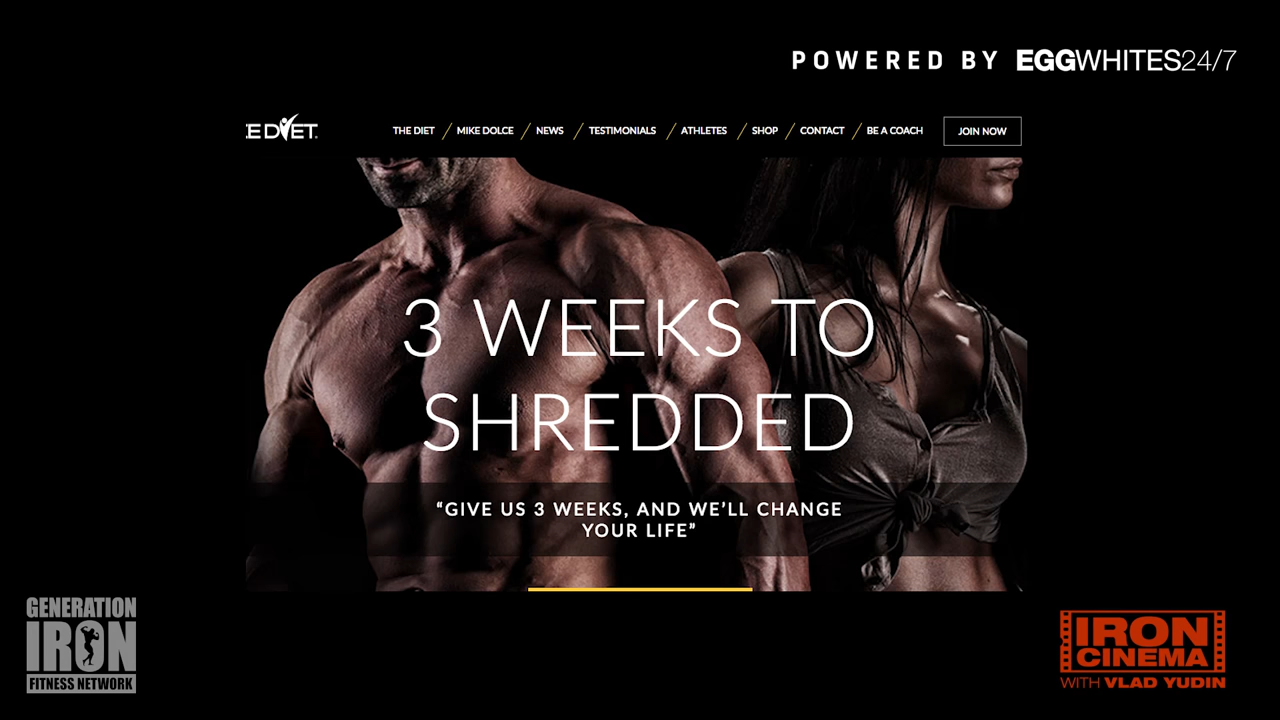 POWERED BY EGGWHITES24/7
E DIET.
THE DIET / MIKE DOLCE / NEWS / TESTIMONIALS / ATHLETES / SHOP / CONTACT / BE A COACH
JOIN NOW
3 WEEKS TO
SHREDDED
“GIVE US 3 WEEKS, AND WE’LL CHANGE
YOUR LIFE”
GENERATION
IRON
FITNESS NETWORK
IRON
CINEMA
WITH VLAD YUDIN